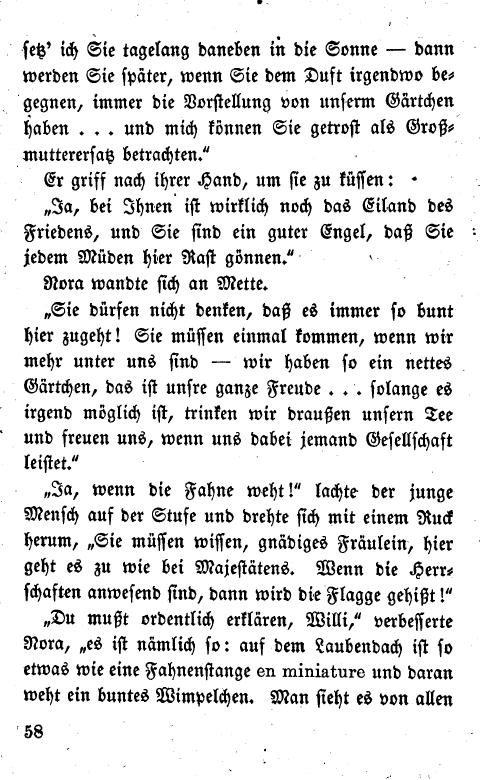 setz' ich Sie tagelang daneben in die Sonne — dann
werden Sie später, wenn Sie dem Duft irgendwo be-
gegnen, immer die Vorstellung von unserm Gärtchen
haben . . . und mich können Sie getrost als Groß-
mutterersatz betrachten.“
Er griff nach ihrer Hand, um sie zu küssen:
„Ja, bei Ihnen ist wirklich noch das Eiland des
Friedens, und Sie sind ein guter Engel, daß Sie
jedem Müden hier Rast gönnen.“
Nora wandte sich an Mette.
„Sie dürfen nicht denken, daß es immer so bunt
hier zugeht! Sie müssen einmal kommen, wenn wir
mehr unter uns sind — wir haben so ein nettes
Gärtchen, das ist unsre ganze Freude . . . solange es
irgend möglich ist, trinken wir draußen unsern Tee
und freuen uns, wenn uns dabei jemand Gesellschaft
leistet.“
„Ja, wenn die Fahne weht!“ lachte der junge
Mensch auf der Stufe und drehte sich mit einem Ruck
herum, „Sie müssen wissen, gnädiges Fräulein, hier
geht es zu wie bei Majestätens. Wenn die Herr-
schaften anwesend sind, dann wird die Flagge gehißt!“
„Du mußt ordentlich erklären, Willi,“ verbesserte
Nora, „es ist nämlich so: auf dem Laubendach ist so
etwas wie eine Fahnenstange en miniature und daran
weht ein buntes Wimpelchen. Man sieht es von allen
58